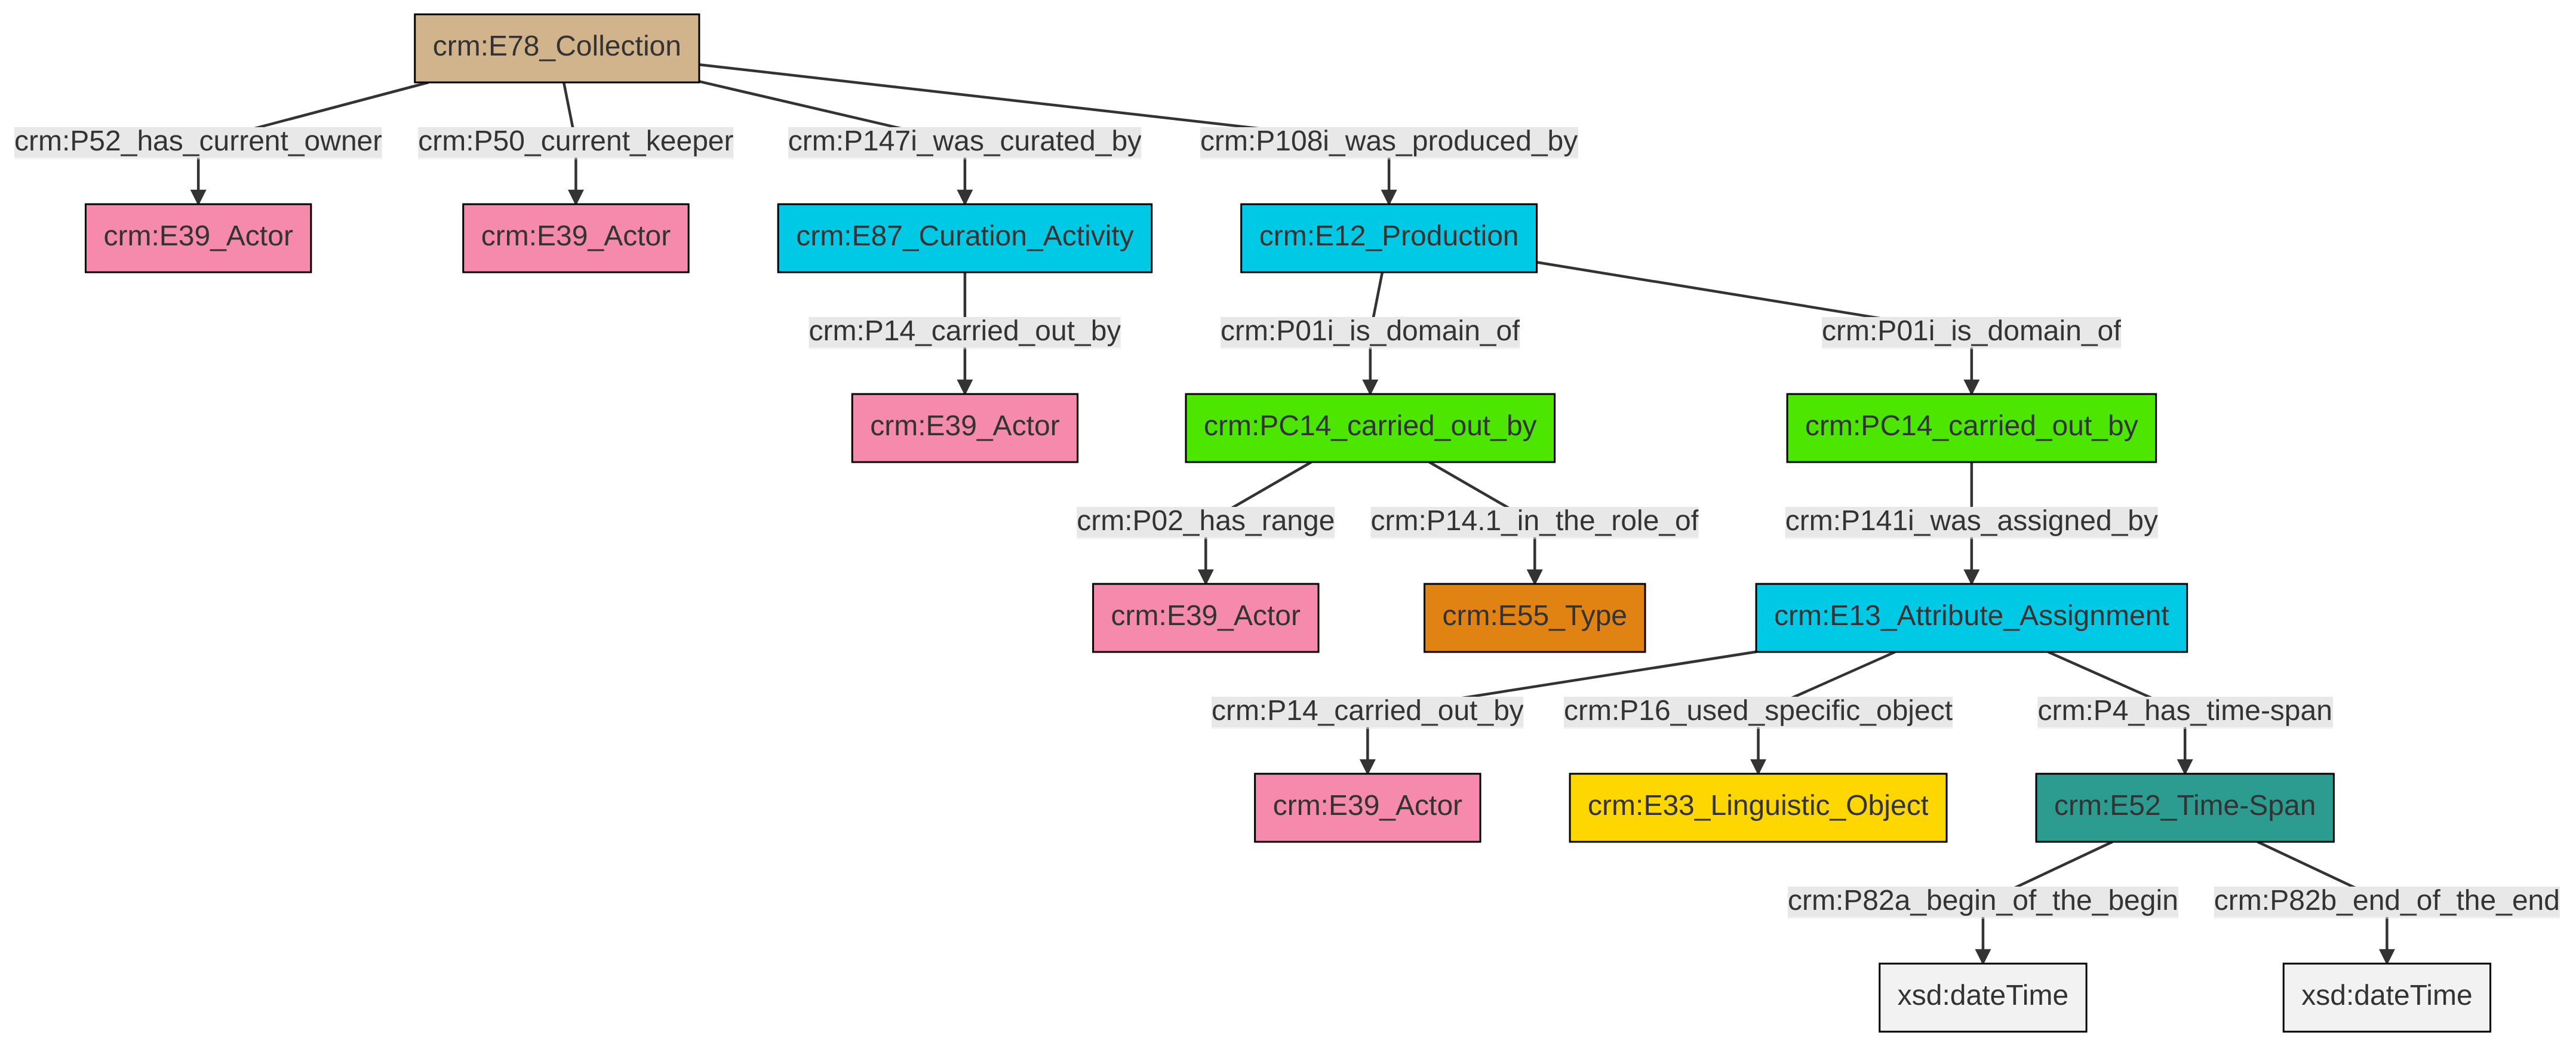 crm:E78_Collection
crm:P52_has_current_owner
crm:P50_current_keeper
crm:P147i_was_curated_by
crm:P108i_was_produced_by
crm:E39_Actor
crm:E39_Actor
crm:E87_Curation_Activity
crm:E12_Production
crm:P14_carried_out_by
crm:P01i_is_domain_of
crm:P01i_is_domain_of
crm:E39_Actor
crm:PC14_carried_out_by
crm:PC14_carried_out_by
crm:P02_has_range
crm:P14.1_in_the_role_of
crm:P141i_was_assigned_by
crm:E39_Actor
crm:E55_Type
crm:E13_Attribute_Assignment
crm:P14_carried_out_by
crm:P16_used_specific_object
crm:P4_has_time-span
crm:E39_Actor
crm:E33_Linguistic_Object
crm:E52_Time-Span
crm:P82a_begin_of_the_begin
crm:P82b_end_of_the_end
xsd:dateTime
xsd:dateTime